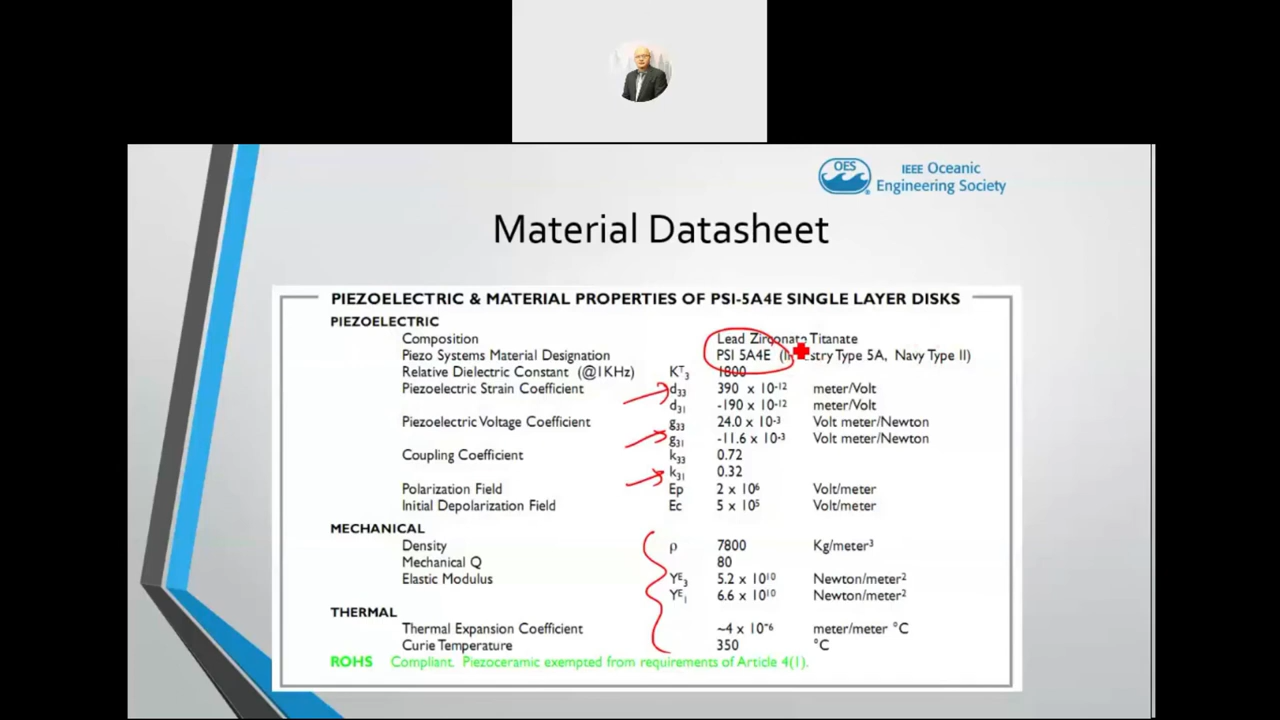 OES
IEEE Oceanic
Engineering Society
Material Datasheet
PIEZOELECTRIC & MATERIAL PROPERTIES OF PSI-5A4E SINGLE LAYER DISKS
PIEZOELECTRIC
Composition Lead Zirconate Titanate
Piezo Systems Material Designation PSI 5A4E Type 5A, Navy Type II)
Relative Dielectric Constant (@1KHz) Kᵀ₃ 1800
Piezoelectric Strain Coefficient d₃₃ 390 x 10⁻¹² meter/Volt
d₃₁ -190 x 10⁻¹² meter/Volt
Piezoelectric Voltage Coefficient g₃₃ 24.0 x 10⁻³ Volt meter/Newton
g₃₁ -11.6 x 10⁻³ Volt meter/Newton
Coupling Coefficient k₃₃ 0.72
k₃₁ 0.32
Polarization Field Ep 2 x 10⁶ Volt/meter
Initial Depolarization Field Ec 5 x 10⁵ Volt/meter
MECHANICAL
Density ρ 7800 Kg/meter³
Mechanical Q 80
Elastic Modulus Yᴱ₃ 5.2 x 10¹⁰ Newton/meter²
Yᴱ₁ 6.6 x 10¹⁰ Newton/meter²
THERMAL
Thermal Expansion Coefficient ~4 x 10⁻⁶ meter/meter °C
Curie Temperature 350 °C
ROHS Compliant. Piezoceramic exempted from requirements of Article 4(1).